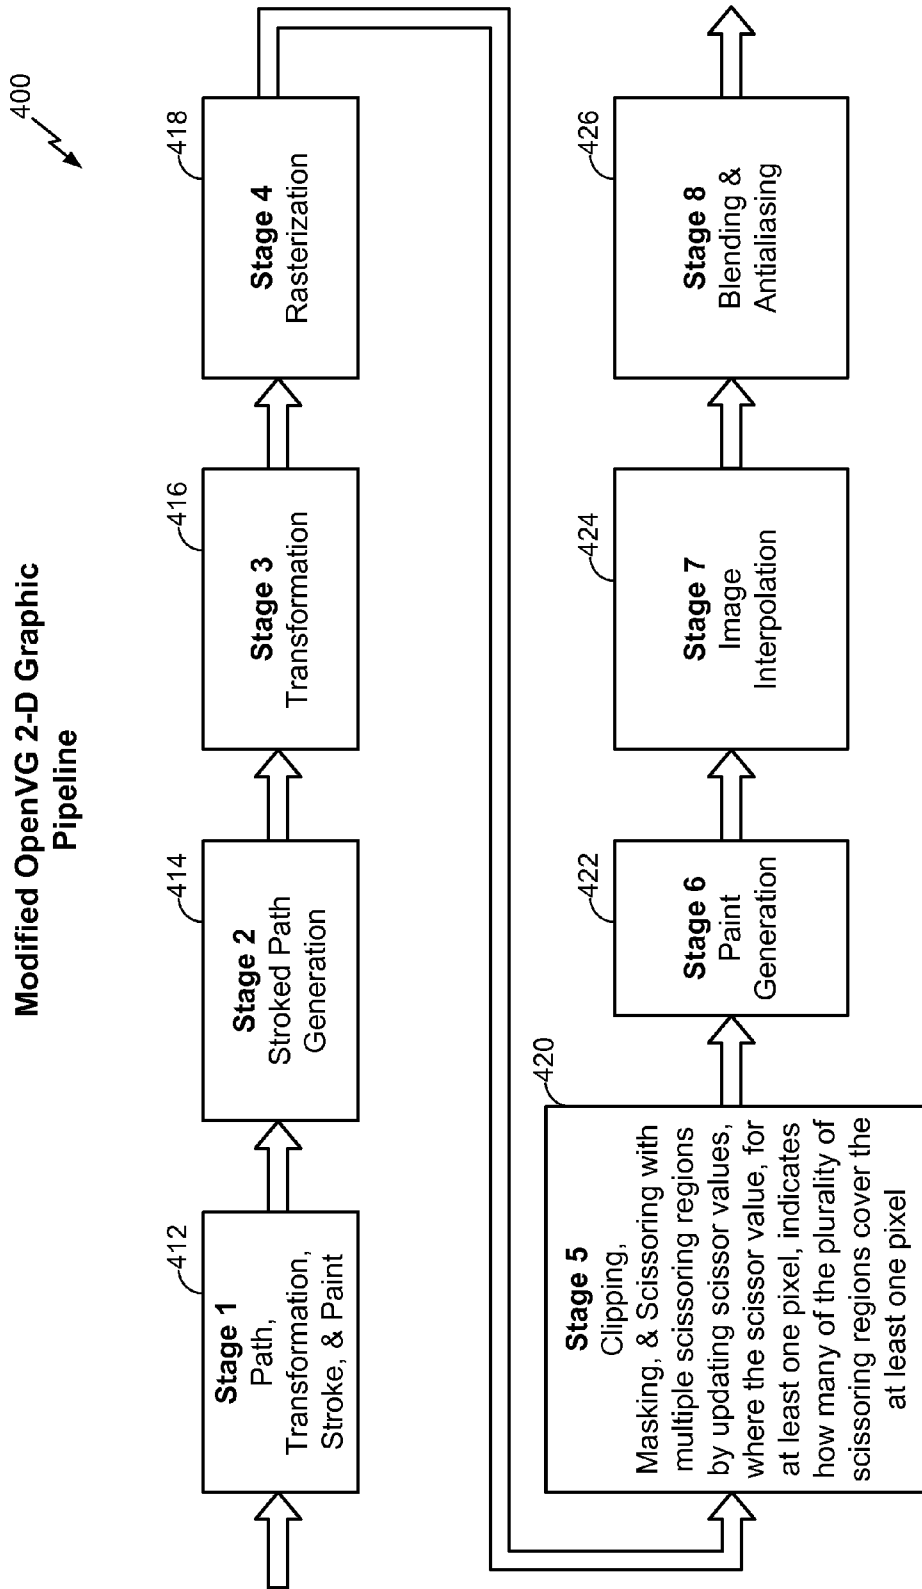 Modified OpenVG 2-D Graphic
Pipeline
400
412
Stage 1
Path,
Transformation,
Stroke, & Paint
414
Stage 2
Stroked Path
Generation
416
Stage 3
Transformation
418
Stage 4
Rasterization
420
Stage 5
Clipping,
Masking, & Scissoring with
multiple scissoring regions
by updating scissor values,
where the scissor value, for
at least one pixel, indicates
how many of the plurality of
scissoring regions cover the
at least one pixel
422
Stage 6
Paint
Generation
424
Stage 7
Image
Interpolation
426
Stage 8
Blending &
Antialiasing